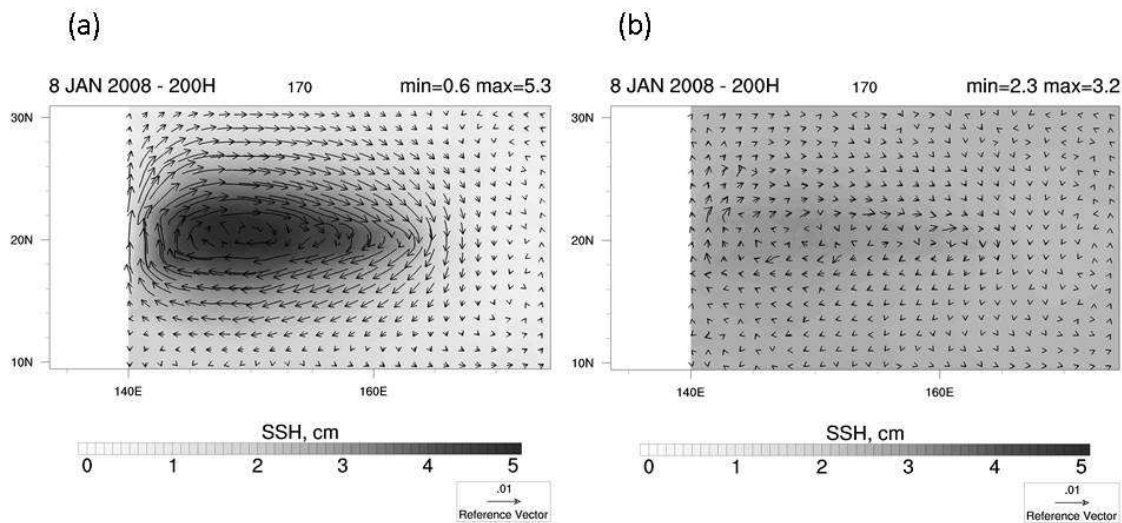 (a)
8 JAN 2008 - 200H 170 min=0.6 max=5.3
30N
20N
10N
140E 160E
SSH, cm
0 1 2 3 4 5
.01
Reference Vector
(b)
8 JAN 2008 - 200H 170 min=2.3 max=3.2
30N
20N
10N
140E 160E
SSH, cm
0 1 2 3 4 5
.01
Reference Vector